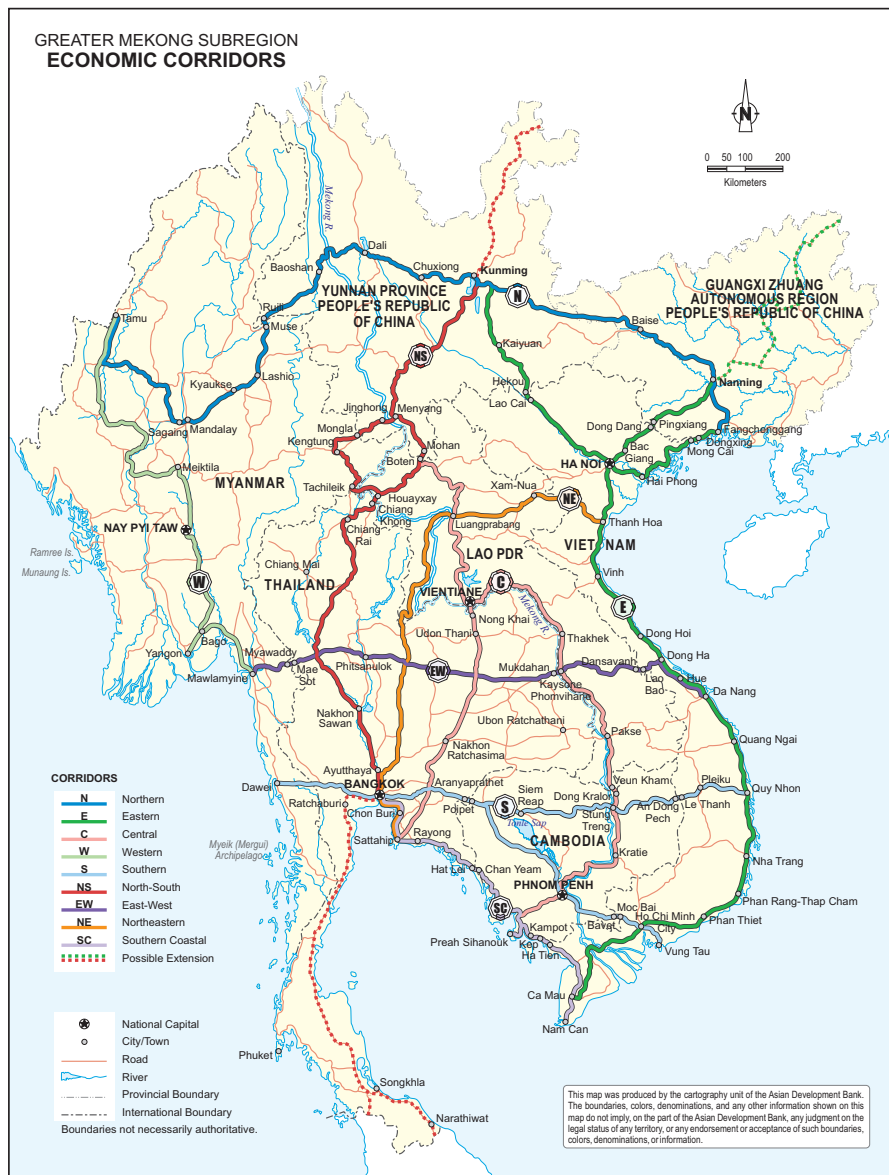 GREATER MEKONG SUBREGION
ECONOMIC CORRIDORS
N
0 50 100 200
Kilometers
Mekong R.
Dali
Baoshan
Chuxiong
Kunming
YUNNAN PROVINCE
PEOPLE'S REPUBLIC
OF CHINA
N
GUANGXI ZHUANG
AUTONOMOUS REGION
PEOPLE'S REPUBLIC OF CHINA
Tamu
Ruili
Muse
Baise
Kaiyuan
NS
Kyaukse
Lashio
Hekou
Nanning
Lao Cai
Jinghong
Menyang
Sagaing
Mandalay
Mongla
Dong Dang
Pingxiang
Fangchenggang
Kengtung
Mohan
Bac
Giang
Dongxing
Mong Cai
Boten
HA NOI
Meiktila
Hai Phong
MYANMAR
Tachileik
Xam-Nua
NE
Houayxay
Chiang
Khong
Luangprabang
Thanh Hoa
NAY PYI TAW
Chiang
Rai
VIETNAM
Ramree Is.
LAO PDR
Munaung Is.
Chiang Mai
W
THAILAND
C
Vinh
VIENTIANE
Mekong R.
E
Nong Khai
Bago
Udon Thani
Thakhek
Dong Hoi
Yangon
Myawaddy
Phitsanulok
Dansavanh
Dong Ha
Mawlamyine
Mae
Sot
EW
Mukdahan
Lao
Bao
Hue
Kaysone
Phomvihane
Da Nang
Nakhon
Sawan
Ubon Ratchathani
Pakse
Quang Ngai
Nakhon
Ratchasima
Ayutthaya
BANGKOK
Aranyaprathet
Siem
Reap
Yeun Kham
Pleiku
Dawei
Dong Kralor
Quy Nhon
Ratchaburi
Poipet
S
Stung
Treng
An Dong
Pech
Le Thanh
Chon Buri
Tonle Sap
Myeik (Mergui)
Archipelago
Sattahip
Rayong
CAMBODIA
Kratie
Nha Trang
Hat Lei
Chan Yeam
PHNOM PENH
Phan Rang-Thap Cham
SC
Moc Bai
Bavet
Ho Chi Minh
City
Phan Thiet
Kampot
Preah Sihanouk
Kep
Ha Tien
Vung Tau
Ca Mau
Nam Can
Phuket
Songkhla
Narathiwat
CORRIDORS
N Northern
E Eastern
C Central
W Western
S Southern
NS North-South
EW East-West
NE Northeastern
SC Southern Coastal
Possible Extension
National Capital
City/Town
Road
River
Provincial Boundary
International Boundary
Boundaries not necessarily authoritative.
This map was produced by the cartography unit of the Asian Development Bank.
The boundaries, colors, denominations, and any other information shown on this
map do not imply, on the part of the Asian Development Bank, any judgment on the
legal status of any territory, or any endorsement or acceptance of such boundaries,
colors, denominations, or information.